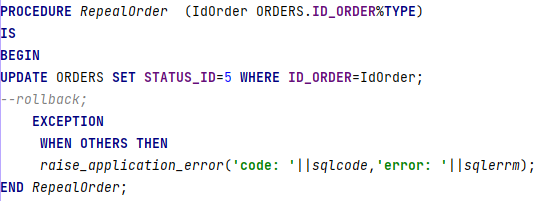 PROCEDURE RepealOrder  (IdOrder ORDERS.ID_ORDER%TYPE)
IS
BEGIN
UPDATE ORDERS SET STATUS_ID=5 WHERE ID_ORDER=IdOrder;
--rollback;
    EXCEPTION
     WHEN OTHERS THEN
     raise_application_error('code: '||sqlcode,'error: '||sqlerrm);
END RepealOrder;